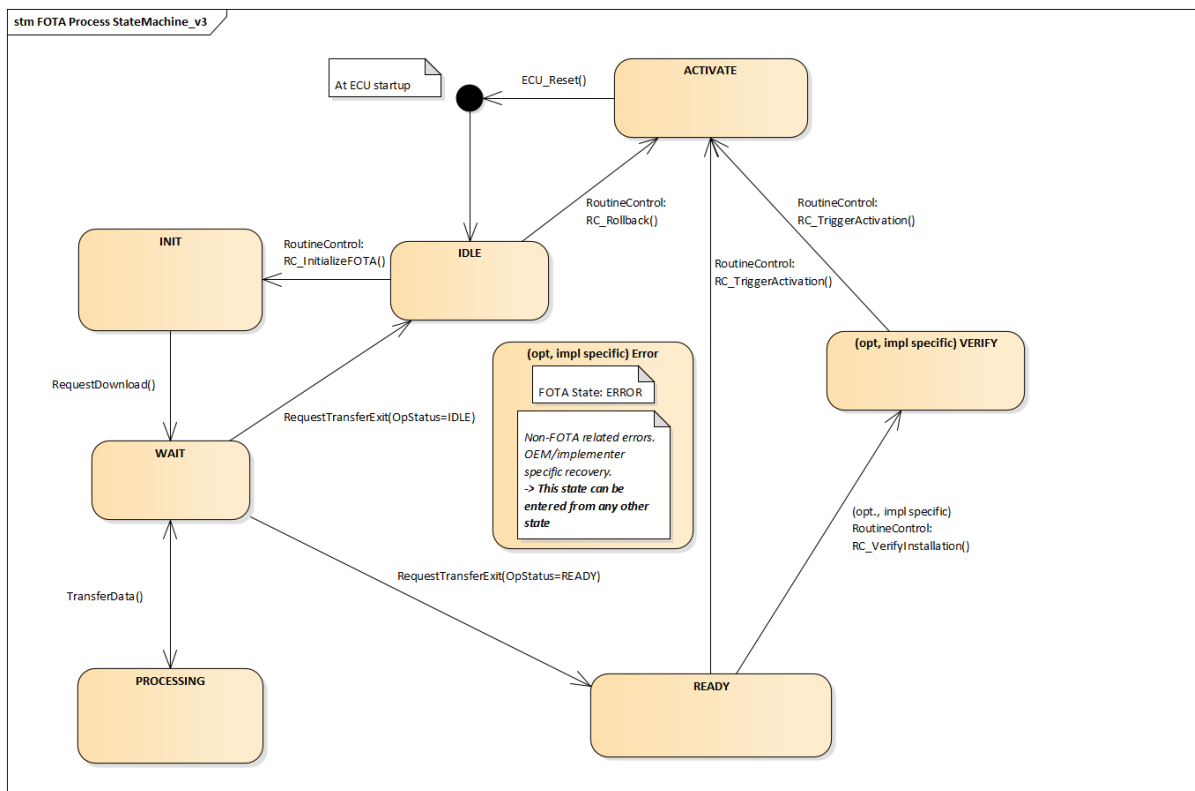 stm FOTA Process StateMachine_v3
At ECU startup
ECU_Reset()
ACTIVATE
RoutineControl:
RC_Rollback()
RoutineControl:
RC_TriggerActivation()
INIT
RoutineControl:
RC_InitializeFOTA()
IDLE
RoutineControl:
RC_TriggerActivation()
(opt, impl specific) VERIFY
(opt, impl specific) Error
FOTA State: ERROR
RequestDownload()
RequestTransferExit(OpStatus=IDLE)
Non-FOTA related errors.
OEM/implementer
specific recovery.
-> This state can be
entered from any other
state
WAIT
(opt., impl specific)
RoutineControl:
RC_VerifyInstallation()
RequestTransferExit(OpStatus=READY)
TransferData()
PROCESSING
READY